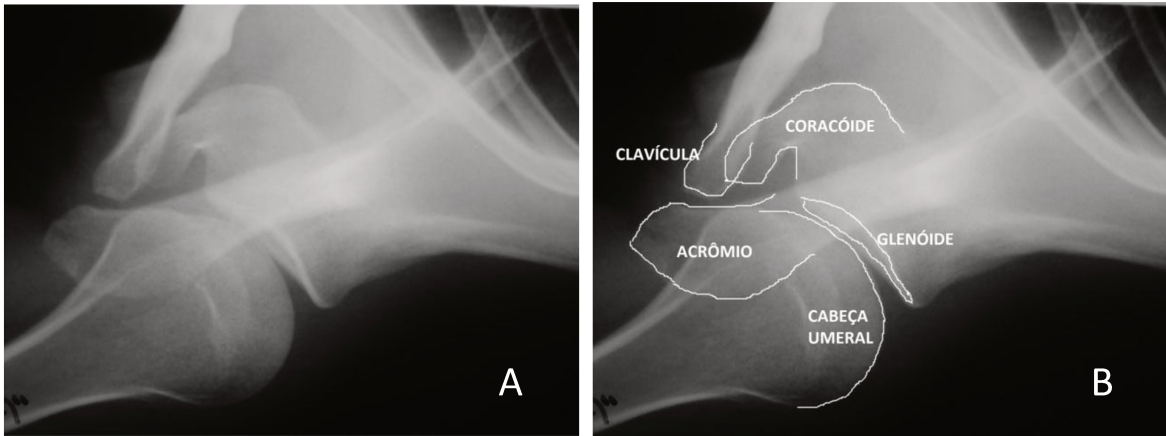 A
CORACÓIDE
CLAVÍCULA
GLENÓIDE
ACRÔMIO
CABEÇA
UMERAL
B